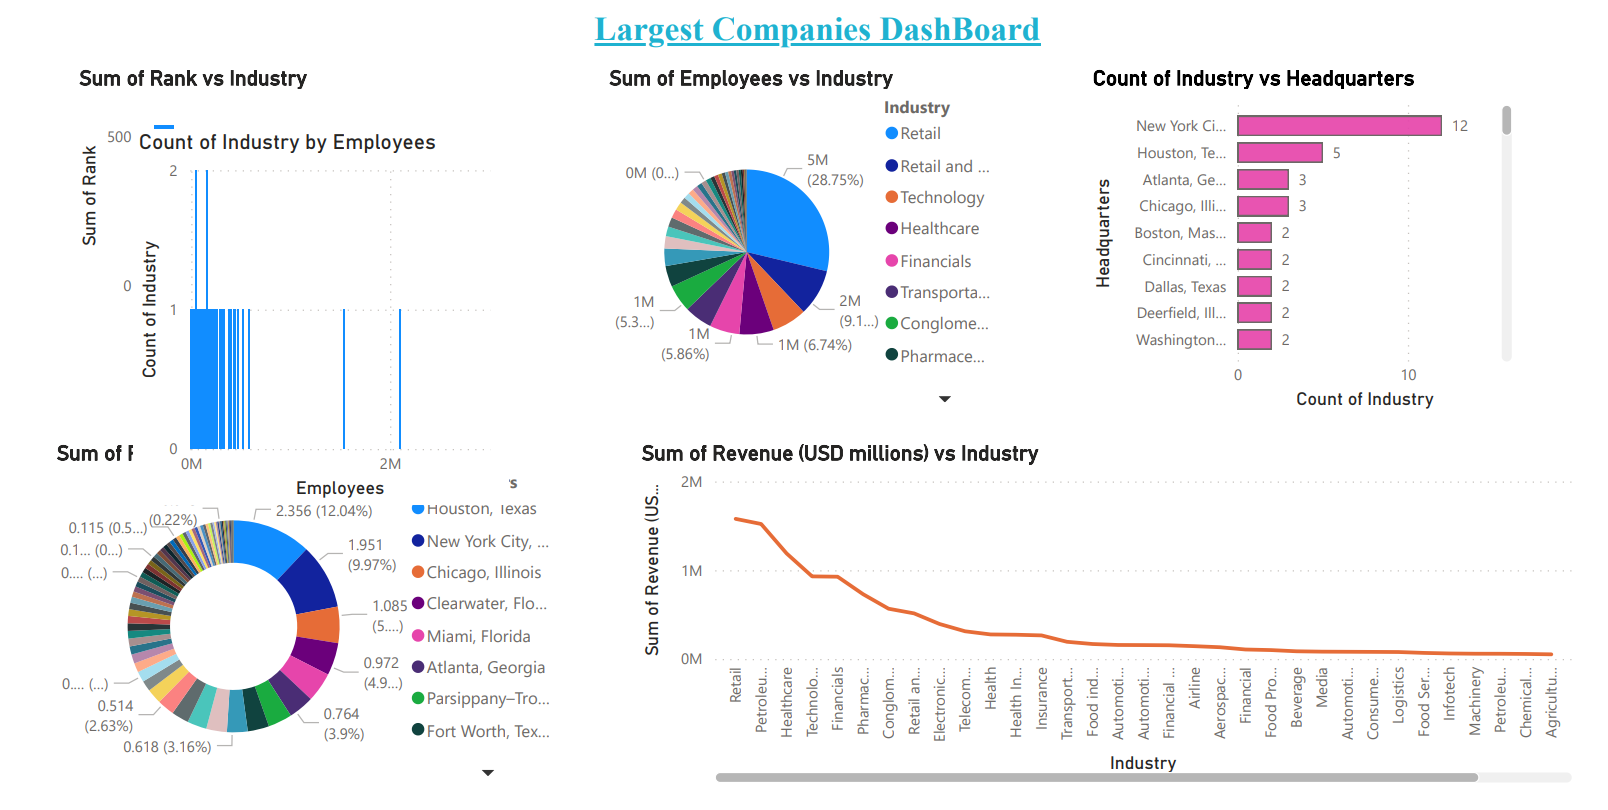 Largest Companies DashBoard
Sum of Rank vs Industry
500
0
Sum of Rank
Count of Industry by Employees
2
1
0
Count of Industry
0M
2M
Employees
Sum of Employees vs Industry
5M
(28.75%)
2M
(9.1...)
1M (6.74%)
1M
(5.86%)
1M
(5.3...)
0M (0...)
Industry
Retail
Retail and ...
Technology
Healthcare
Financials
Transporta...
Conglome...
Pharmace...
Count of Industry vs Headquarters
Headquarters
New York Ci...
12
Houston, Te...
5
Atlanta, Ge...
3
Chicago, Illi...
3
Boston, Mas...
2
Cincinnati, ...
2
Dallas, Texas
2
Deerfield, Ill...
2
Washington...
2
0
10
Count of Industry
Sum of
2.356 (12.04%)
1.951
(9.97%)
1.085
(5....)
0.972
(4.9...)
0.764
(3.9%)
0.618 (3.16%)
0.514
(2.63%)
0.... (...)
0.... (...)
0.1... (0...)
0.115 (0.5...)
(0.22%)
Houston, Texas
New York City, ...
Chicago, Illinois
Clearwater, Flo...
Miami, Florida
Atlanta, Georgia
Parsippany–Tro...
Fort Worth, Tex...
Sum of Revenue (USD millions) vs Industry
Sum of Revenue (US...
2M
1M
0M
Retail
Petroleu...
Healthcare
Technolo...
Financials
Pharmac...
Conglom...
Retail an...
Electronic...
Telecom...
Health
Health In...
Insurance
Transport...
Food ind...
Automoti...
Automoti...
Financial ...
Airline
Aerospac...
Financial
Food Pro...
Beverage
Media
Automoti...
Consume...
Logistics
Food Ser...
Infotech
Machinery
Petroleu...
Chemical...
Agricultu...
Industry